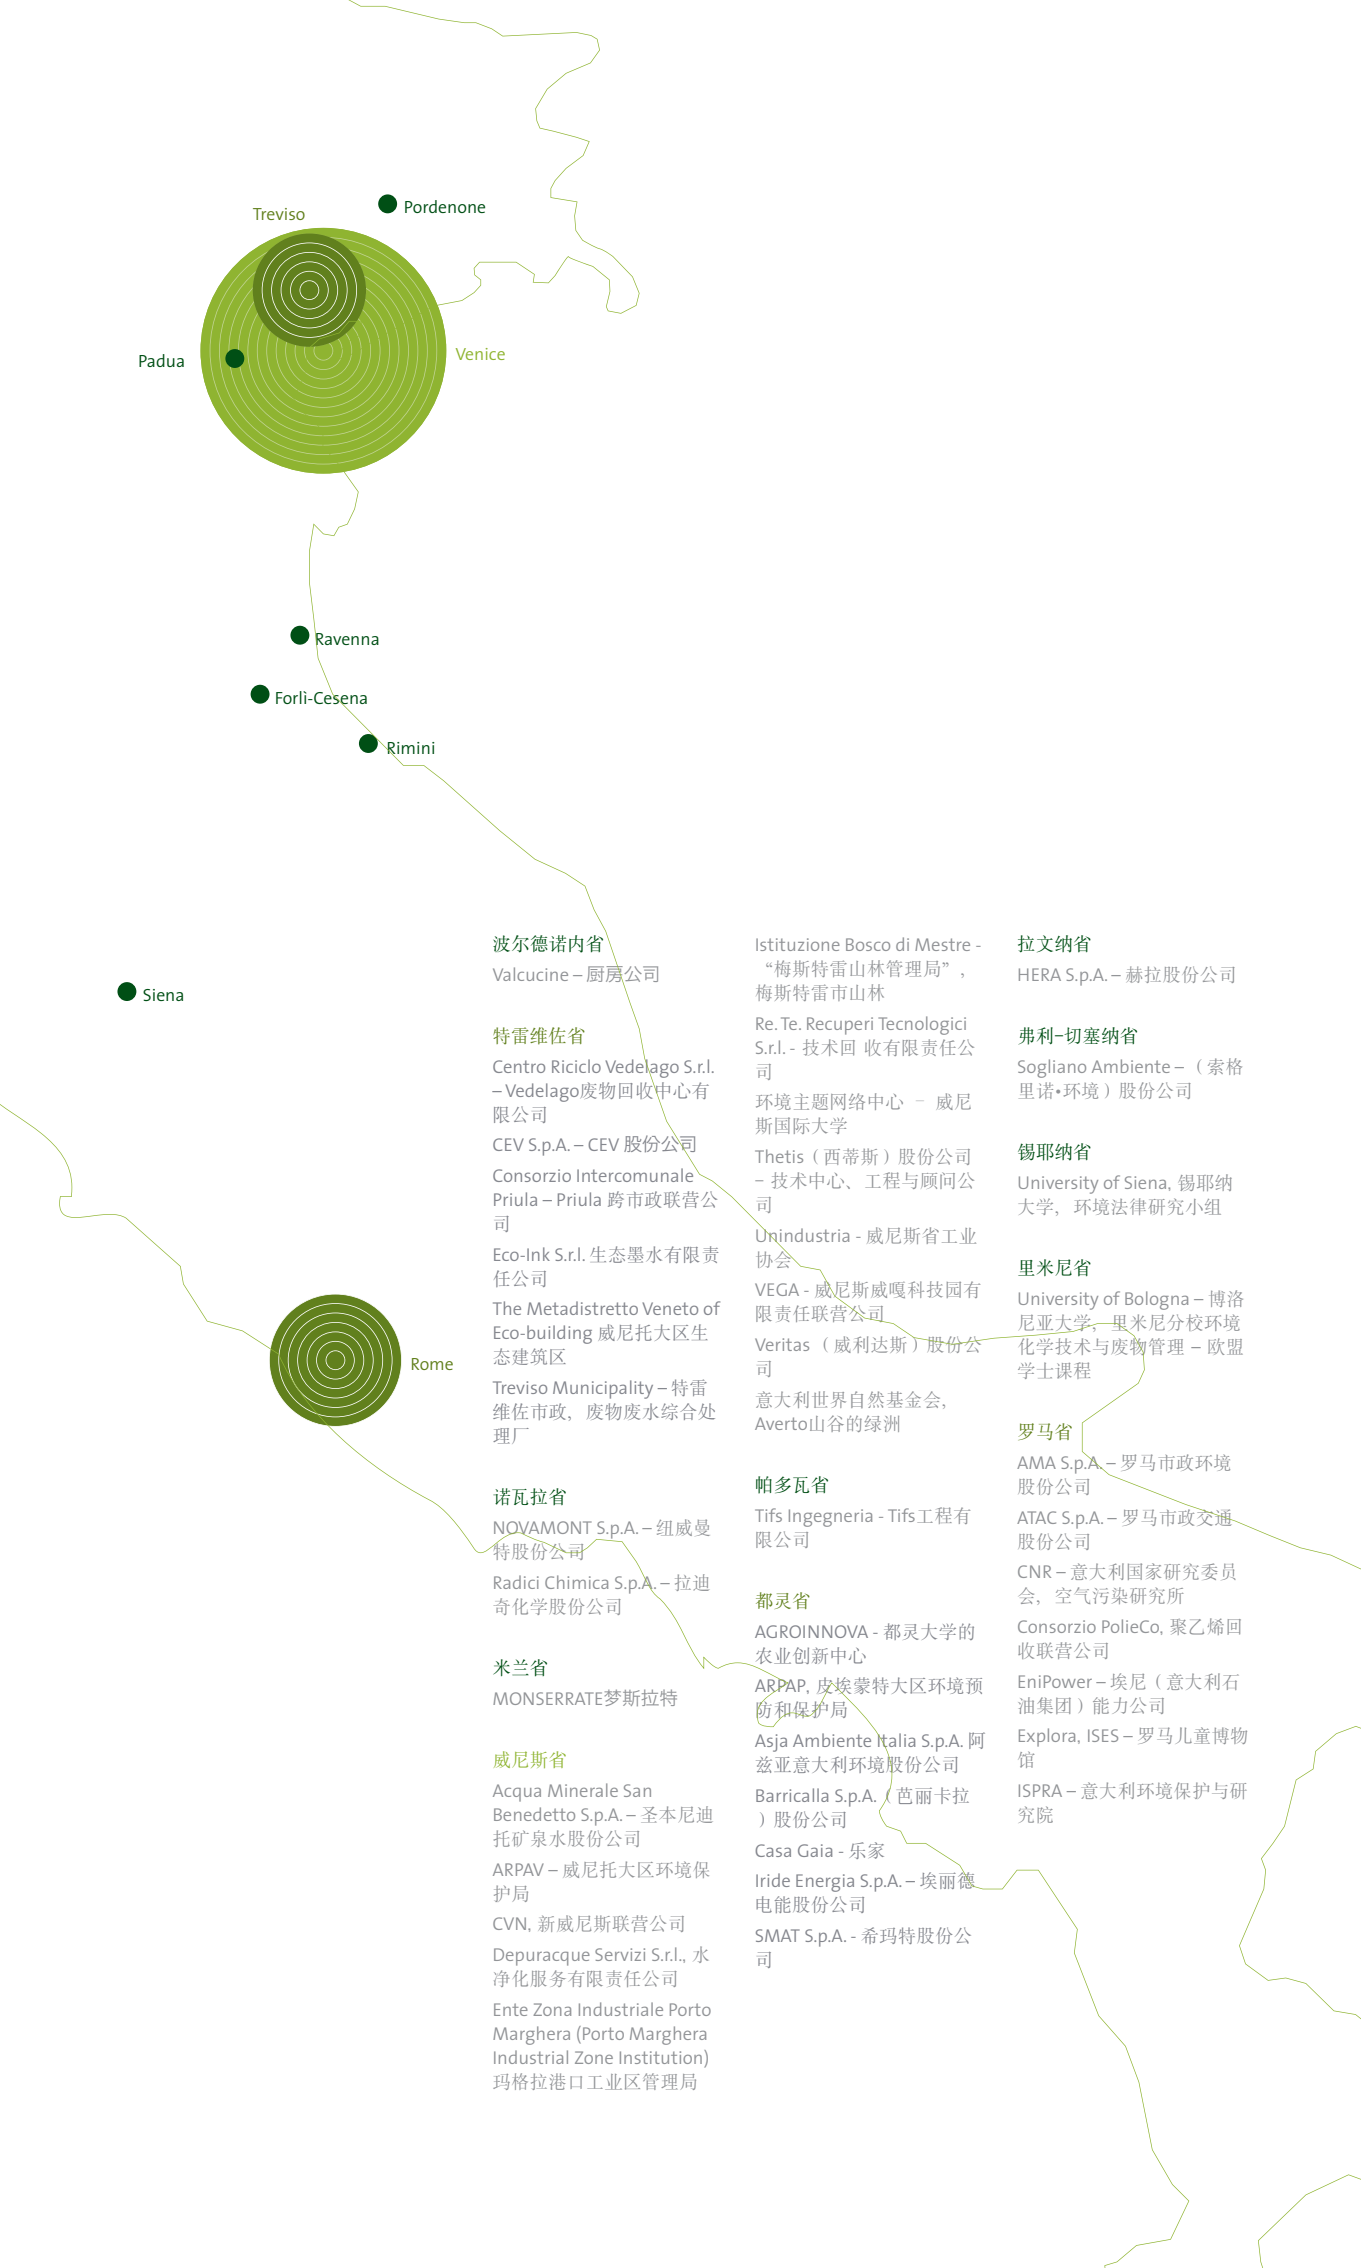 Treviso
Pordenone
Padua
Venice
Ravenna
Forlì-Cesena
Rimini
Siena
Rome
波尔德诺内省
Valcucine – 厨房公司
特雷维佐省
Centro Riciclo Vedelago S.r.l.
– Vedelago废物回收中心有
限公司
CEV S.p.A. – CEV 股份公司
Consorzio Intercomunale
Priula – Priula 跨市政联营公
司
Eco-Ink S.r.l. 生态墨水有限责
任公司
The Metadistretto Veneto of
Eco-building 威尼托大区生
态建筑区
Treviso Municipality – 特雷
维佐市政，废物废水综合处
理厂
诺瓦拉省
NOVAMONT S.p.A. – 纽威曼
特股份公司
Radici Chimica S.p.A. – 拉迪
奇化学股份公司
米兰省
MONSERRATE梦斯拉特
威尼斯省
Acqua Minerale San
Benedetto S.p.A. – 圣本尼迪
托矿泉水股份公司
ARPAV – 威尼托大区环境保
护局
CVN, 新威尼斯联营公司
Depuracque Servizi S.r.l., 水
净化服务有限责任公司
Ente Zona Industriale Porto
Marghera (Porto Marghera
Industrial Zone Institution)
玛格拉港口工业区管理局
Istituzione Bosco di Mestre -
“梅斯特雷山林管理局”，
梅斯特雷市山林
Re. Te. Recuperi Tecnologici
S.r.l. - 技术回 收有限责任公
司
环境主题网络中心 – 威尼
斯国际大学
Thetis（西蒂斯）股份公司
– 技术中心、工程与顾问公
司
Unindustria - 威尼斯省工业
协会
VEGA - 威尼斯威嘎科技园有
限责任联营公司
Veritas （威利达斯）股份公
司
意大利世界自然基金会，
Averto山谷的绿洲
帕多瓦省
Tifs Ingegneria - Tifs工程有
限公司
都灵省
AGROINNOVA - 都灵大学的
农业创新中心
ARPAP, 皮埃蒙特大区环境预
防和保护局
Asja Ambiente Italia S.p.A. 阿
兹亚意大利环境股份公司
Barricalla S.p.A.（芭丽卡拉
）股份公司
Casa Gaia - 乐家
Iride Energia S.p.A. – 埃丽德
电能股份公司
SMAT S.p.A. - 希玛特股份公
司
拉文纳省
HERA S.p.A. – 赫拉股份公司
弗利–切塞纳省
Sogliano Ambiente – （索格
里诺•环境）股份公司
锡耶纳省
University of Siena, 锡耶纳
大学，环境法律研究小组
里米尼省
University of Bologna – 博洛
尼亚大学，里米尼分校环境
化学技术与废物管理 – 欧盟
学士课程
罗马省
AMA S.p.A. – 罗马市政环境
股份公司
ATAC S.p.A. – 罗马市政交通
股份公司
CNR – 意大利国家研究委员
会，空气污染研究所
Consorzio PolieCo, 聚乙烯回
收联营公司
EniPower – 埃尼（意大利石
油集团）能力公司
Explora, ISES – 罗马儿童博物
馆
ISPRA – 意大利环境保护与研
究院